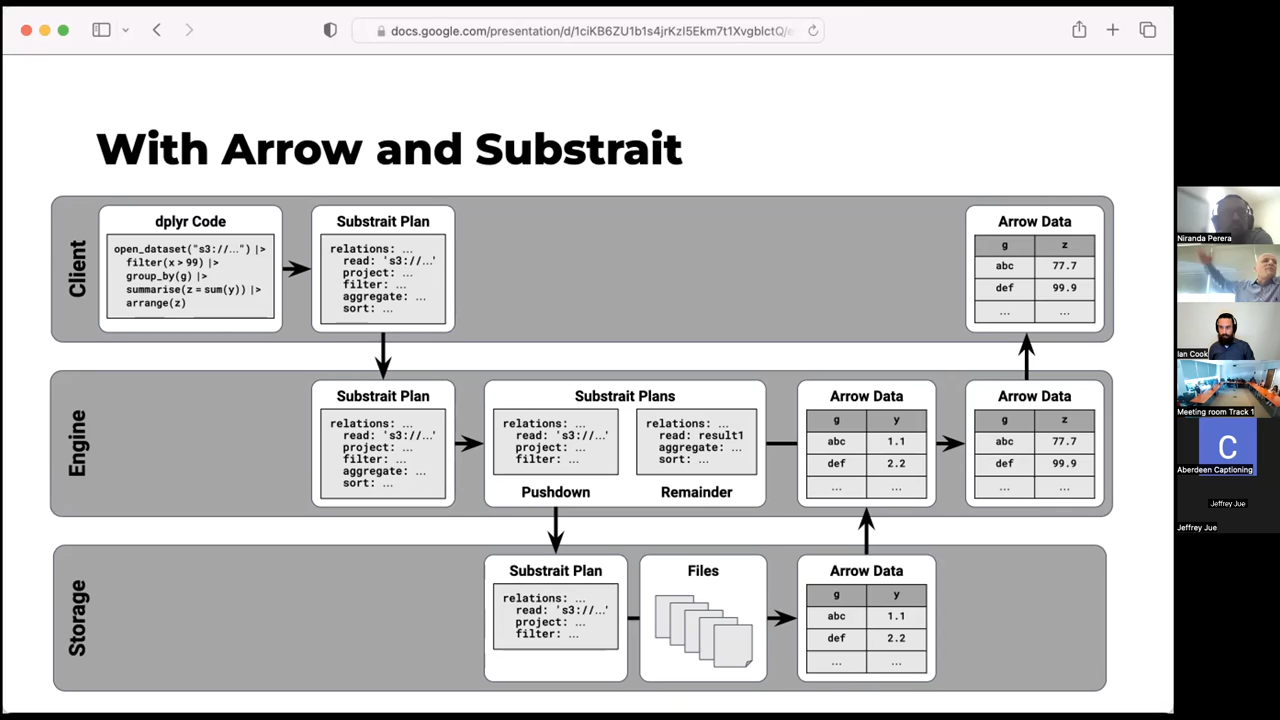 docs.google.com/presentation/d/1ciKB6ZU1b1s4jrKzI5Ekm7t1XvgblctQ/e
With Arrow and Substrait
Client
dplyr Code
open_dataset("s3://…") |>
filter(x > 99) |>
group_by(g) |>
summarise(z = sum(y)) |>
arrange(z)
Substrait Plan
relations: …
read: 's3://…'
project: …
filter: …
aggregate: …
sort: …
Arrow Data
g z
abc 77.7
def 99.9
… …
Engine
Substrait Plan
relations: …
read: 's3://…'
project: …
filter: …
aggregate: …
sort: …
Substrait Plans
relations: …
read: 's3://…'
project: …
filter: …
Pushdown
relations: …
read: result1
aggregate: …
sort: …
Remainder
Arrow Data
g y
abc 1.1
def 2.2
… …
Arrow Data
g z
abc 77.7
def 99.9
… …
Storage
Substrait Plan
relations: …
read: 's3://…'
project: …
filter: …
Files
Arrow Data
g y
abc 1.1
def 2.2
… …
Niranda Perera
Ian Cook
Meeting room Track 1
C
Aberdeen Captioning
Jeffrey Jue
Jeffrey Jue